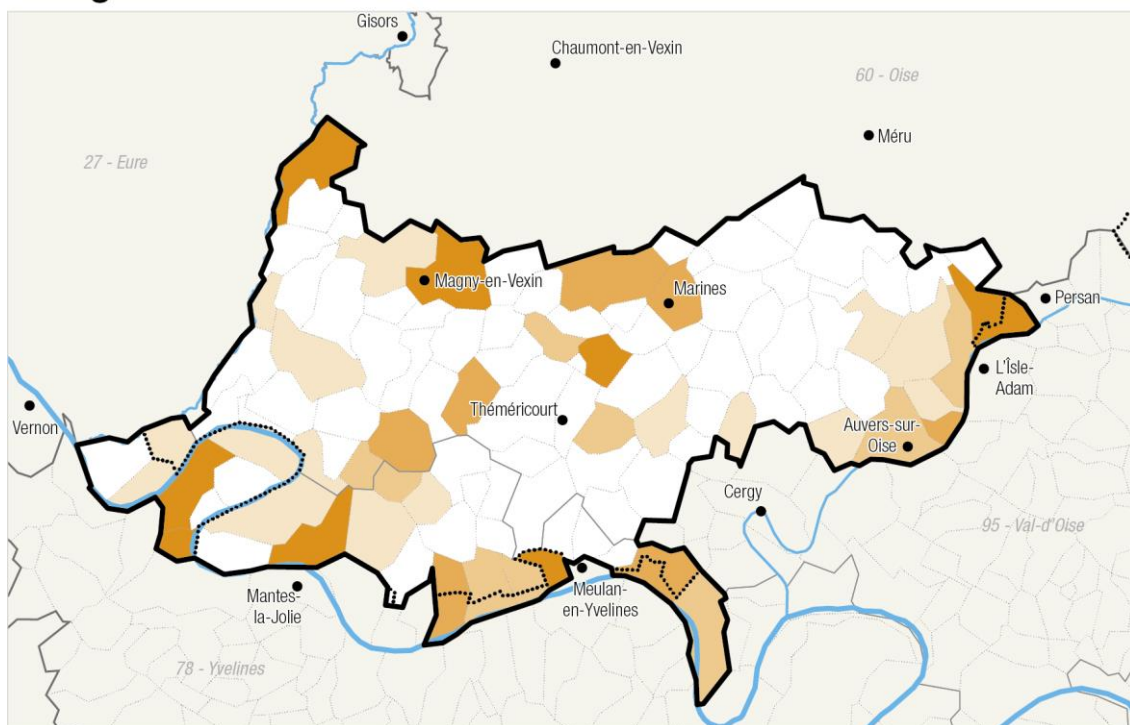 Gisors
Chaumont-en-Vexin
60 - Oise
Méru
27 - Eure
Magny-en-Vexin
Marines
Persan
L'Îsle-
Adam
Vernon
Théméricourt
Auvers-sur-
Oise
Cergy
95 - Val-d"Oise
Mantes-
la-Jolie
Meulan-
en-Yvelines
78 - Yvelines